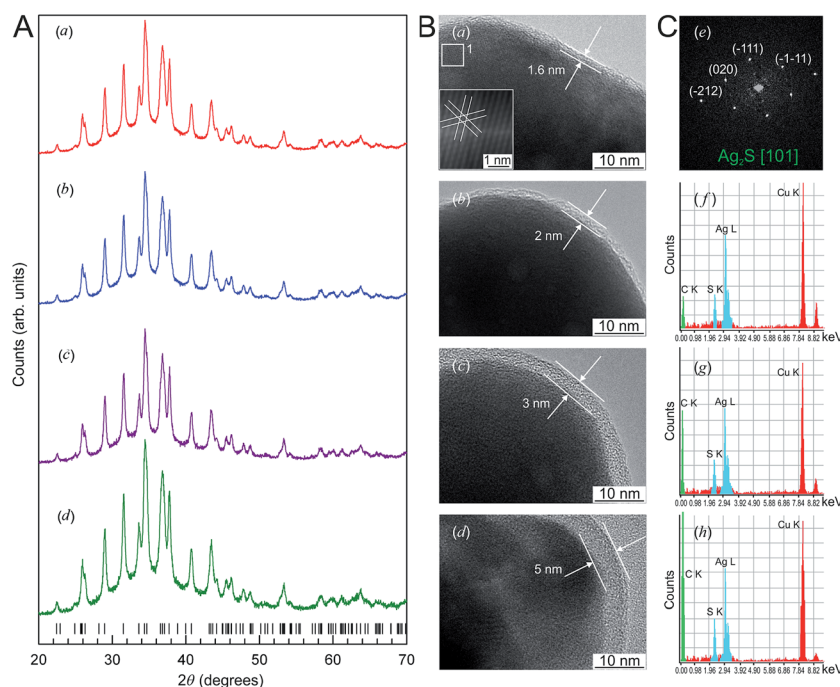 A
(a)
(b)
(c)
(d)
Counts (arb. units)
20 30 40 50 60 70
2θ (degrees)
B
(a)
1
1.6 nm
1 nm
10 nm
(b)
2 nm
10 nm
(c)
3 nm
10 nm
(d)
5 nm
10 nm
C
(e)
(-111)
(-1-11)
(020)
(-212)
Ag₂S [101]
(f)
Cu K
Ag L
C K
S K
Counts
0.00 0.98 1.96 2.94 3.92 4.90 5.88 6.86 7.84 8.82 keV
(g)
Cu K
C K
Ag L
S K
Counts
0.00 0.98 1.96 2.94 3.92 4.90 5.88 6.86 7.84 8.82 keV
(h)
Cu K
Ag L
C K
S K
Counts
0.00 0.98 1.96 2.94 3.92 4.90 5.88 6.86 7.84 8.82 keV